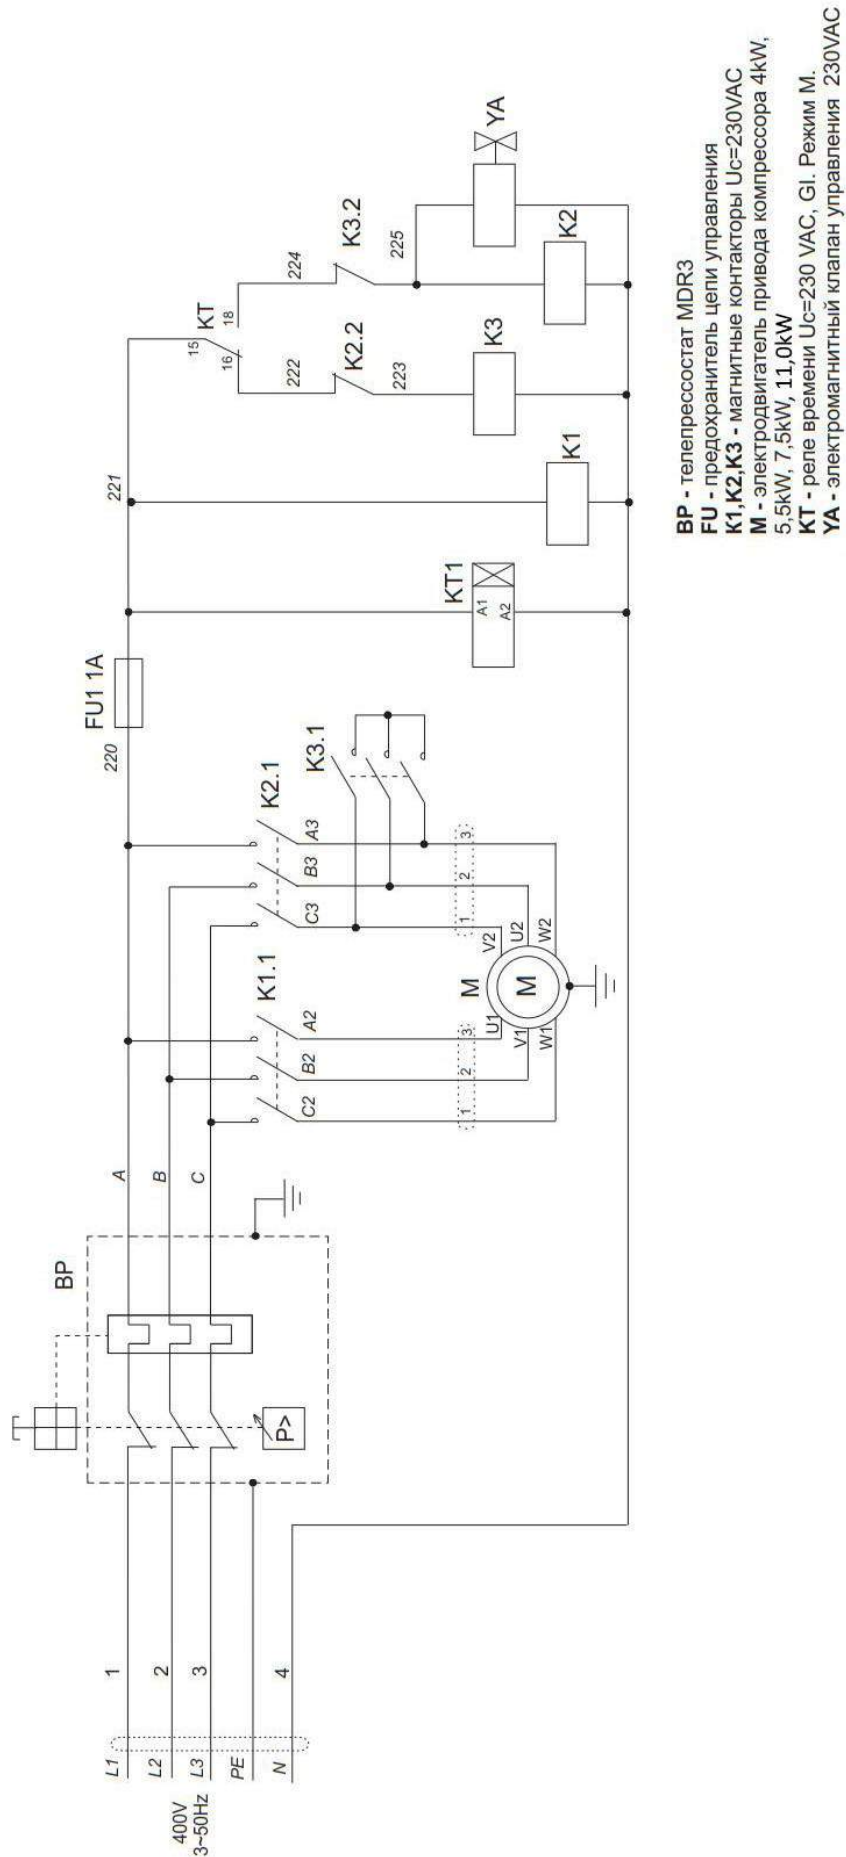 L1
L2
L3
PE
N
400V
3~50Hz
1
2
3
4
BP
P>
A
B
C
K1.1
C2
B2
A2
1
2
3
U1
V1
W1
M
M
V2
U2
W2
K2.1
C3
B3
A3
1
2
3
K3.1
220
FU1 1A
221
KT1
A1
A2
K1
KT
15
16
18
222
K2.2
223
K3
224
K3.2
225
K2
YA
BP - телепрессостат MDR3
FU - предохранитель цепи управления
K1,K2,K3 - магнитные контакторы Uc=230VAC
M - электродвигатель привода компрессора 4kW,
5,5kW, 7,5kW, 11,0kW
KT - реле времени Uc=230 VAC, GI. Режим М.
YA - электромагнитный клапан управления 230VAC